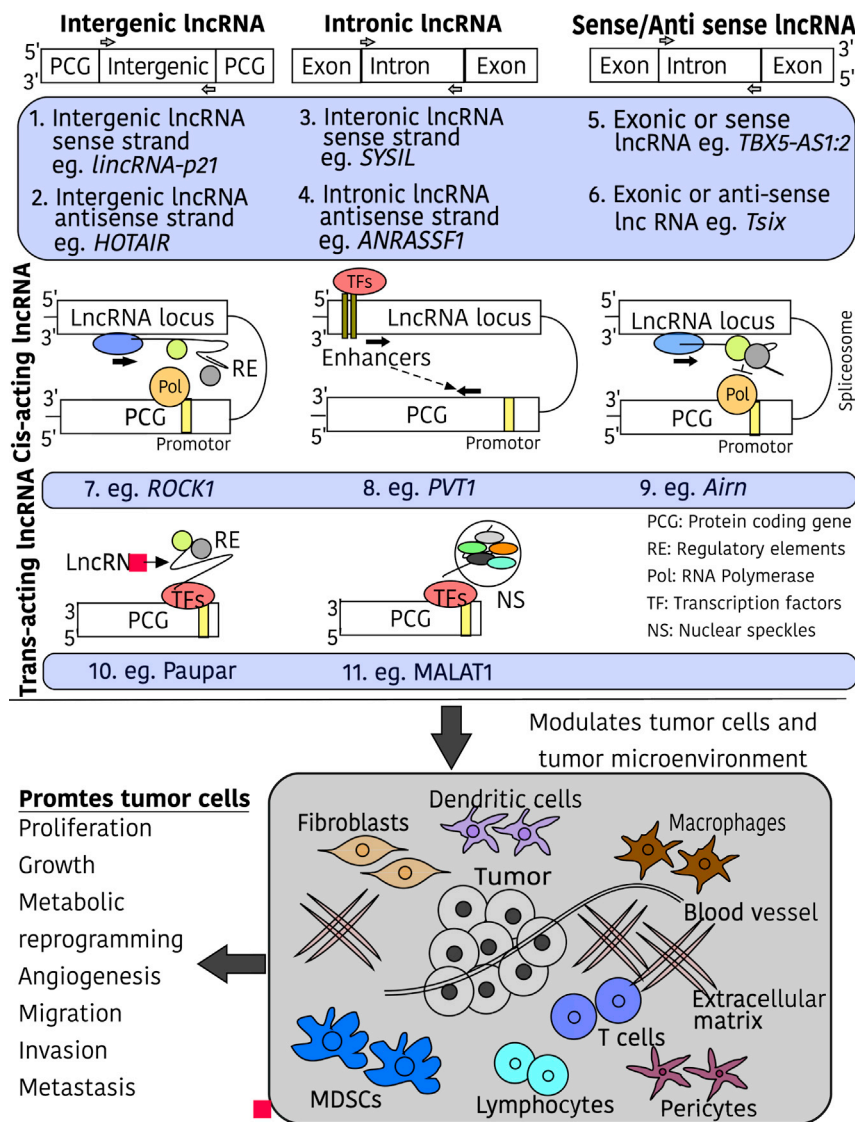 Intergenic lncRNA
Intronic lncRNA
Sense/Anti sense lncRNA
5'
3'
PCG
Intergenic
PCG
Exon
Intron
Exon
Exon
Intron
Exon
3'
5'
1. Intergenic lncRNA
sense strand
eg. lincRNA-p21
2. Intergenic lncRNA
antisense strand
eg. HOTAIR
3. Interonic lncRNA
sense strand
eg. SYSIL
4. Intronic lncRNA
antisense strand
eg. ANRASSF1
5. Exonic or sense
lncRNA eg. TBX5-AS1:2
6. Exonic or anti-sense
lnc RNA eg. Tsix
Cis-acting lncRNA
5'
LncRNA locus
3'
RE
Pol
3'
PCG
5'
Promotor
TFs
5'
LncRNA locus
3'
Enhancers
3'
PCG
5'
5'
LncRNA locus
3'
Pol
3'
PCG
5'
Promotor
Spliceosome
7. eg. ROCK1
8. eg. PVT1
9. eg. Airn
Trans-acting lncRNA
LncRN
RE
TFs
3
PCG
5'
NS
TFs
3
PCG
5'
PCG: Protein coding gene
RE: Regulatory elements
Pol: RNA Polymerase
TF: Transcription factors
NS: Nuclear speckles
10. eg. Paupar
11. eg. MALAT1
Modulates tumor cells and
tumor microenvironment
Promtes tumor cells
Proliferation
Growth
Metabolic
reprogramming
Angiogenesis
Migration
Invasion
Metastasis
Dendritic cells
Fibroblasts
Macrophages
Tumor
Blood vessel
Extracellular
matrix
T cells
MDSCs
Lymphocytes
Pericytes